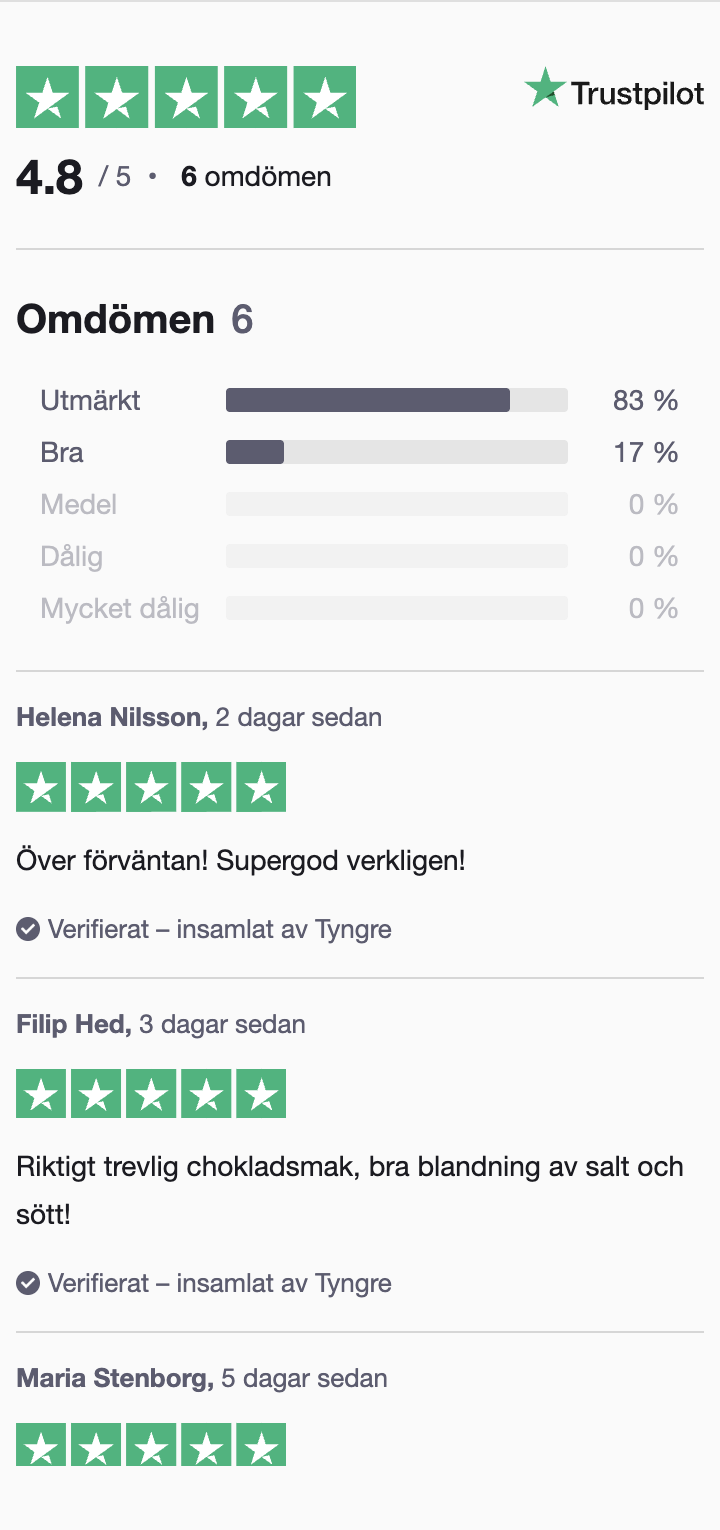 Trustpilot
4.8 / 5 • 6 omdömen
Omdömen 6
Utmärkt 83 %
Bra 17 %
Medel 0 %
Dålig 0 %
Mycket dålig 0 %
Helena Nilsson, 2 dagar sedan
Över förväntan! Supergod verkligen!
Verifierat – insamlat av Tyngre
Filip Hed, 3 dagar sedan
Riktigt trevlig chokladsmak, bra blandning av salt och
sött!
Verifierat – insamlat av Tyngre
Maria Stenborg, 5 dagar sedan